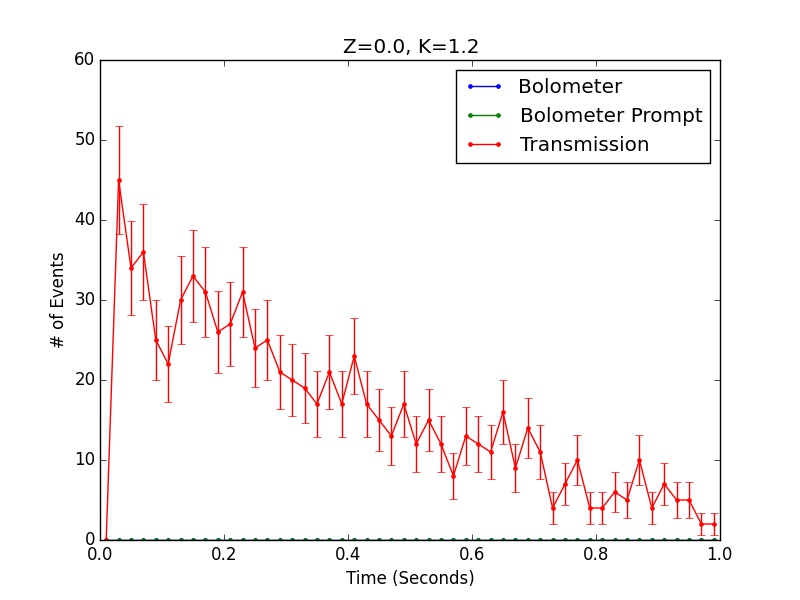 Z=0.0, K=1.2
60
50
40
30
20
10
0
# of Events
Bolometer
Bolometer Prompt
Transmission
0.0 0.2 0.4 0.6 0.8 1.0
Time (Seconds)